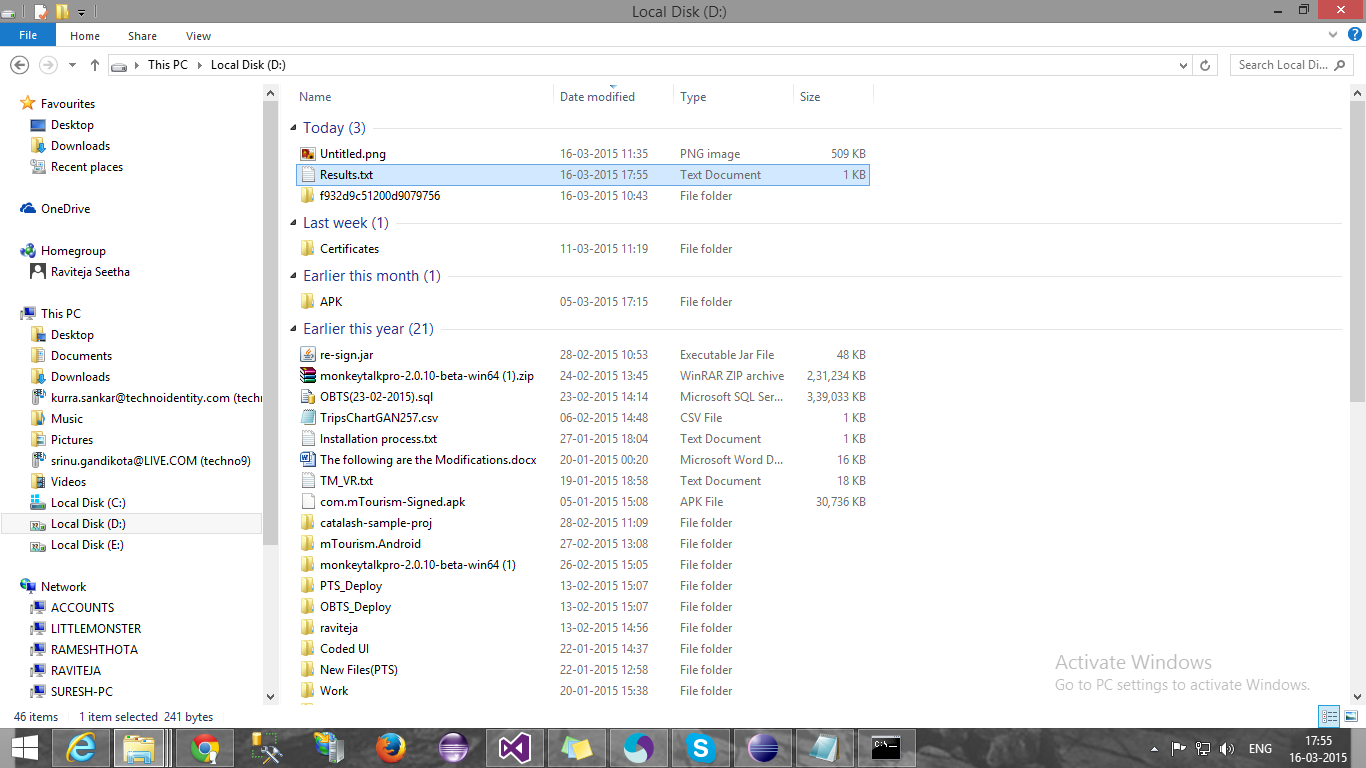 Local Disk (D:)
File Home Share View
This PC Local Disk (D:) Search Local Di...
Name Date modified Type Size
Today (3)
Untitled.png 16-03-2015 11:35 PNG image 509 KB
Results.txt 16-03-2015 17:55 Text Document 1 KB
f932d9c51200d9079756 16-03-2015 10:43 File folder
Last week (1)
Certificates 11-03-2015 11:19 File folder
Earlier this month (1)
APK 05-03-2015 17:15 File folder
Earlier this year (21)
re-sign.jar 28-02-2015 10:53 Executable Jar File 48 KB
monkeytalkpro-2.0.10-beta-win64 (1).zip 24-02-2015 13:45 WinRAR ZIP archive 2,31,234 KB
OBTS(23-02-2015).sql 23-02-2015 14:14 Microsoft SQL Ser... 3,39,033 KB
TripsChartGAN257.csv 06-02-2015 14:48 CSV File 1 KB
Installation process.txt 27-01-2015 18:04 Text Document 1 KB
The following are the Modifications.docx 20-01-2015 00:20 Microsoft Word D... 16 KB
TM_VR.txt 19-01-2015 18:58 Text Document 18 KB
com.mTourism-Signed.apk 05-01-2015 15:08 APK File 30,736 KB
catalash-sample-proj 28-02-2015 11:09 File folder
mTourism.Android 27-02-2015 13:08 File folder
monkeytalkpro-2.0.10-beta-win64 (1) 26-02-2015 15:05 File folder
PTS_Deploy 13-02-2015 15:07 File folder
OBTS_Deploy 13-02-2015 15:07 File folder
raviteja 13-02-2015 14:56 File folder
Coded UI 22-01-2015 14:37 File folder
New Files(PTS) 22-01-2015 12:58 File folder
Work 20-01-2015 15:38 File folder
Favourites
Desktop
Downloads
Recent places
OneDrive
Homegroup
Raviteja Seetha
This PC
Desktop
Documents
Downloads
kurra.sankar@technoidentity.com (techn
Music
Pictures
srinu.gandikota@LIVE.COM (techno9)
Videos
Local Disk (C:)
Local Disk (D:)
Local Disk (E:)
Network
ACCOUNTS
LITTLEMONSTER
RAMESHTHOTA
RAVITEJA
SURESH-PC
Activate Windows
Go to PC settings to activate Windows.
46 items 1 item selected 241 bytes
ENG
17:55
16-03-2015